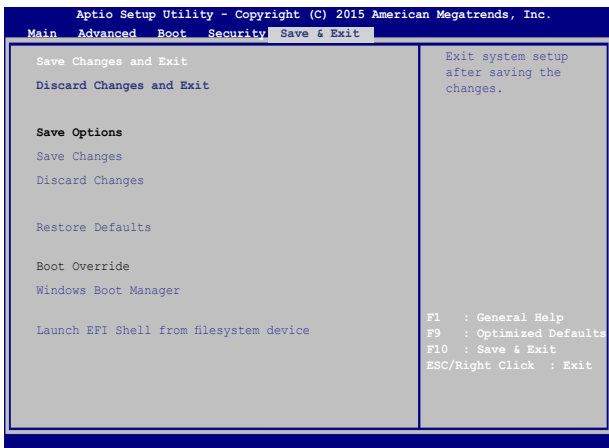 Aptio Setup Utility - Copyright (C) 2015 American Megatrends, Inc.
Main Advanced Boot Security Save & Exit
Save Changes and Exit
Discard Changes and Exit
Save Options
Save Changes
Discard Changes
Restore Defaults
Boot Override
Windows Boot Manager
Launch EFI Shell from filesystem device
Exit system setup
after saving the
changes.
F1 : General Help
F9 : Optimized Defaults
F10 : Save & Exit
ESC/Right Click : Exit